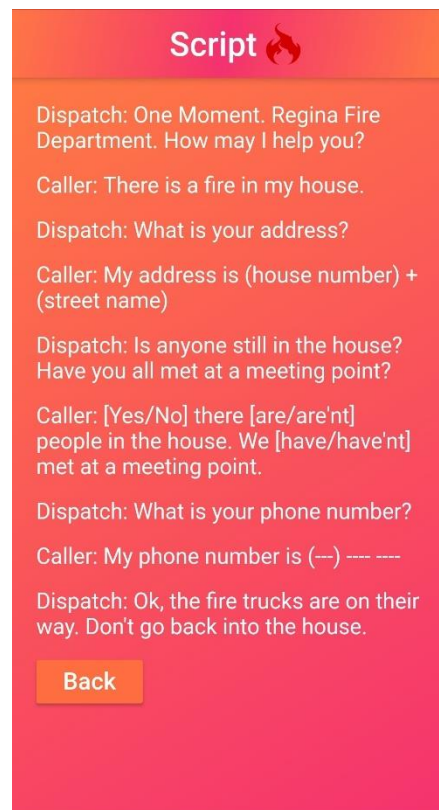 Script
Dispatch: One Moment. Regina Fire
Department. How may I help you?
Caller: There is a fire in my house.
Dispatch: What is your address?
Caller: My address is (house number) +
(street name)
Dispatch: Is anyone still in the house?
Have you all met at a meeting point?
Caller: [Yes/No] there [are/are'nt]
people in the house. We [have/have'nt]
met at a meeting point.
Dispatch: What is your phone number?
Caller: My phone number is (---) ---- ----
Dispatch: Ok, the fire trucks are on their
way. Don't go back into the house.
Back